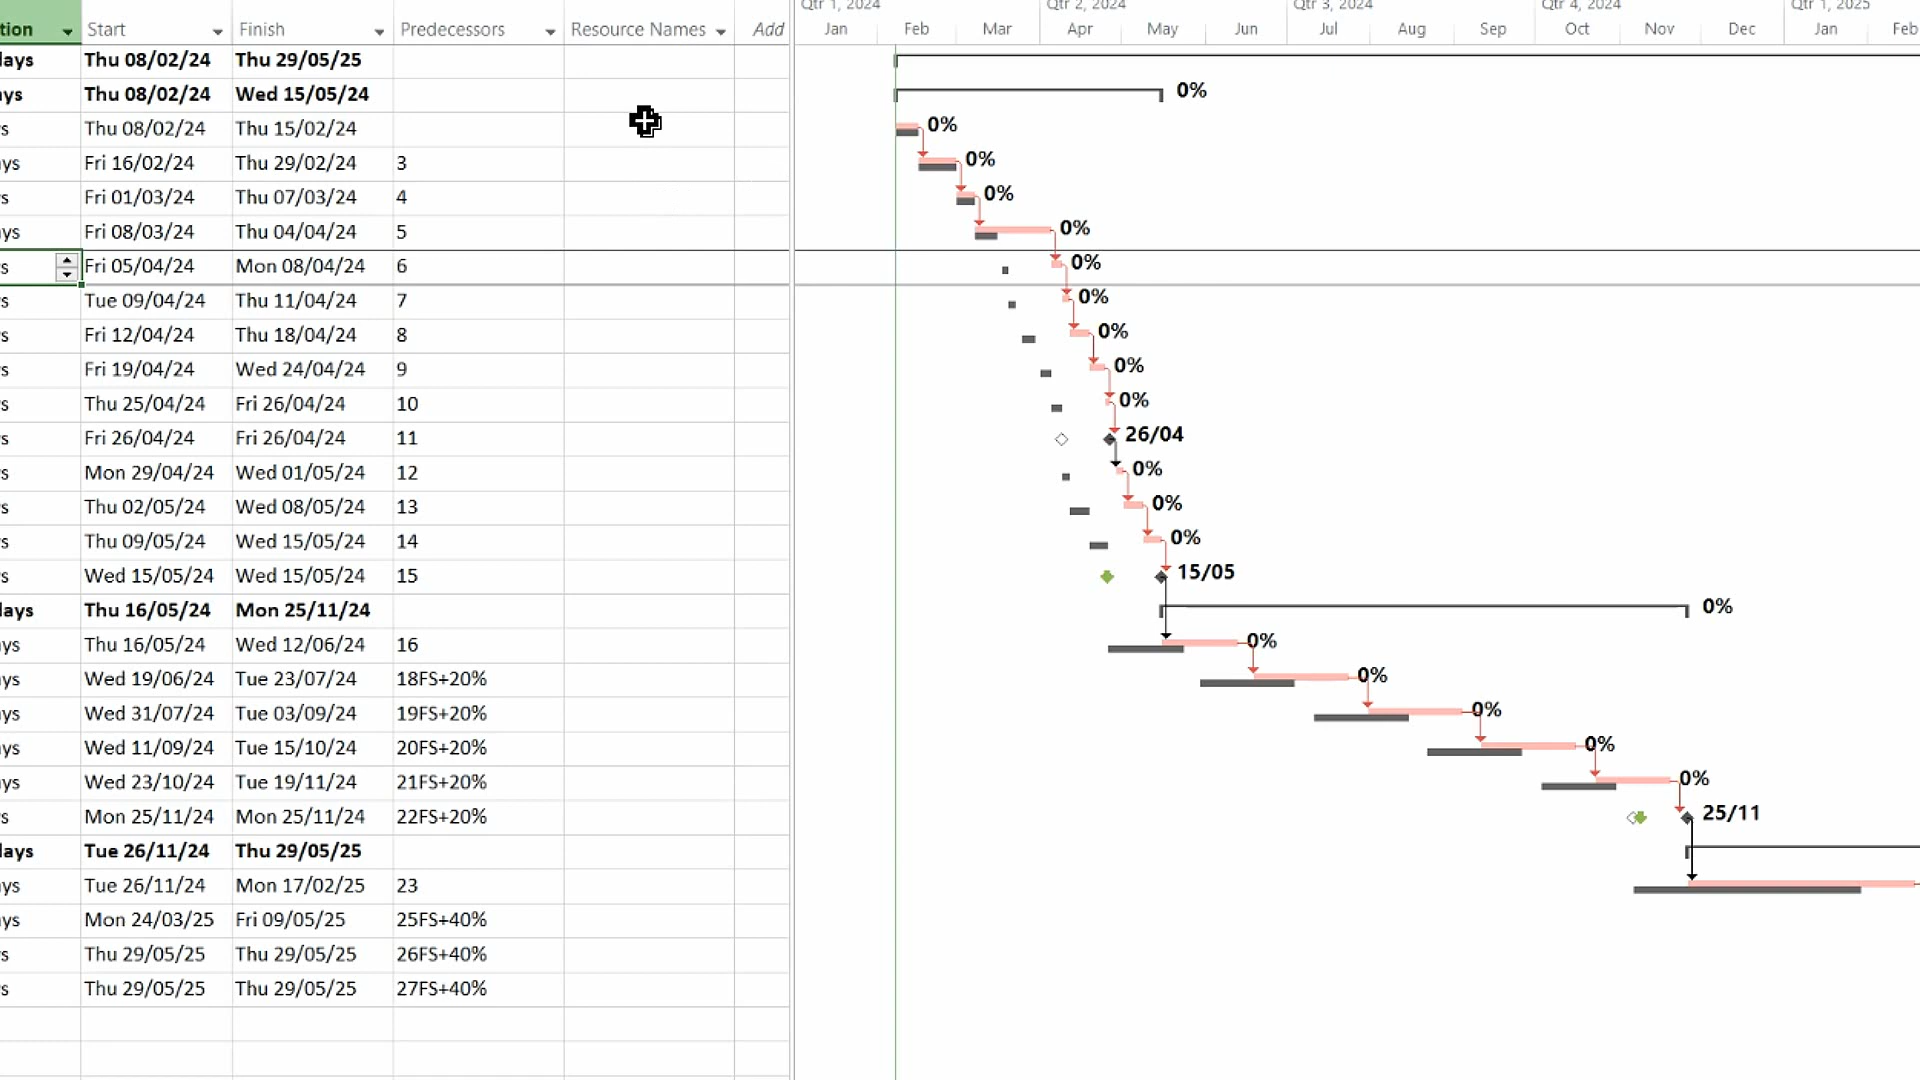 Qtr 1, 2024 Qtr 2, 2024 Qtr 3, 2024 Qtr 4, 2024 Qtr 1, 2025
tion Start Finish Predecessors Resource Names Add Jan Feb Mar Apr May Jun Jul Aug Sep Oct Nov Dec Jan Feb
lays Thu 08/02/24 Thu 29/05/25
ays Thu 08/02/24 Wed 15/05/24 0%
s Thu 08/02/24 Thu 15/02/24 0%
ays Fri 16/02/24 Thu 29/02/24 3 0%
rs Fri 01/03/24 Thu 07/03/24 4 0%
ays Fri 08/03/24 Thu 04/04/24 5 0%
s Fri 05/04/24 Mon 08/04/24 6 0%
s Tue 09/04/24 Thu 11/04/24 7 0%
s Fri 12/04/24 Thu 18/04/24 8 0%
s Fri 19/04/24 Wed 24/04/24 9 0%
s Thu 25/04/24 Fri 26/04/24 10 0%
s Fri 26/04/24 Fri 26/04/24 11 26/04
s Mon 29/04/24 Wed 01/05/24 12 0%
s Thu 02/05/24 Wed 08/05/24 13 0%
s Thu 09/05/24 Wed 15/05/24 14 0%
s Wed 15/05/24 Wed 15/05/24 15 15/05
lays Thu 16/05/24 Mon 25/11/24 0%
ys Thu 16/05/24 Wed 12/06/24 16 0%
ays Wed 19/06/24 Tue 23/07/24 18FS+20% 0%
ays Wed 31/07/24 Tue 03/09/24 19FS+20% 0%
ays Wed 11/09/24 Tue 15/10/24 20FS+20% 0%
ays Wed 23/10/24 Tue 19/11/24 21FS+20% 0%
s Mon 25/11/24 Mon 25/11/24 22FS+20% 25/11
lays Tue 26/11/24 Thu 29/05/25
ys Tue 26/11/24 Mon 17/02/25 23
ays Mon 24/03/25 Fri 09/05/25 25FS+40%
s Thu 29/05/25 Thu 29/05/25 26FS+40%
s Thu 29/05/25 Thu 29/05/25 27FS+40%